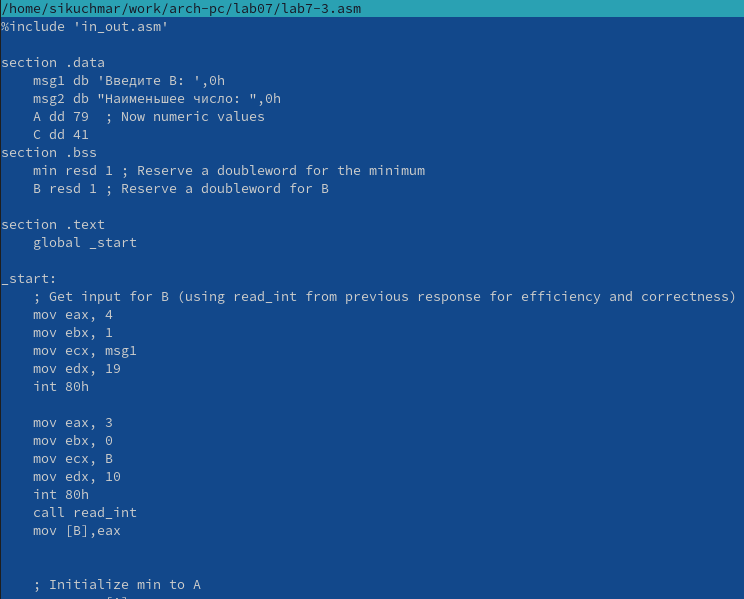 /home/sikuchmar/work/arch-pc/lab07/lab7-3.asm
%include 'in_out.asm'

section .data
    msg1 db 'Введите B: ',0h
    msg2 db "Наименьшее число: ",0h
    A dd 79  ; Now numeric values
    C dd 41
section .bss
    min resd 1 ; Reserve a doubleword for the minimum
    B resd 1 ; Reserve a doubleword for B

section .text
    global _start

_start:
    ; Get input for B (using read_int from previous response for efficiency and correctness)
    mov eax, 4
    mov ebx, 1
    mov ecx, msg1
    mov edx, 19
    int 80h

    mov eax, 3
    mov ebx, 0
    mov ecx, B
    mov edx, 10
    int 80h
    call read_int
    mov [B],eax


    ; Initialize min to A